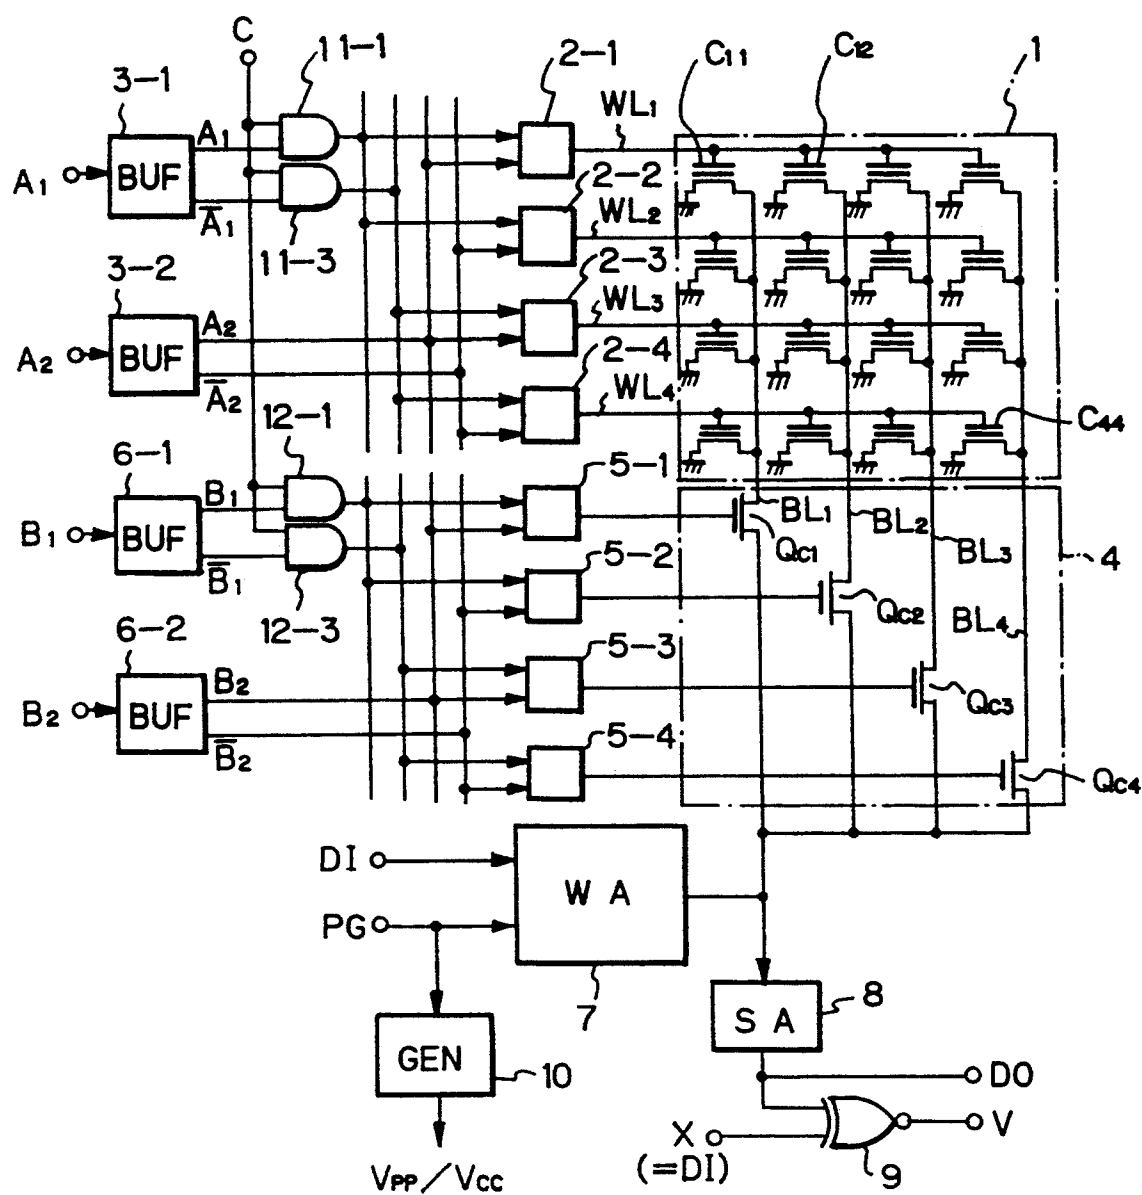 C
11-1
2-1
C11
C12
1
3-1
A1
WL1
A1
BUF
2-2
A̅1
WL2
11-3
3-2
2-3
A2
WL3
A2
BUF
2-4
A̅2
WL4
12-1
C44
6-1
5-1
B1
BL1
BL2
B1
BUF
QC1
BL3
4
B̅1
5-2
12-3
QC2
BL4
6-2
5-3
B2
B2
BUF
QC3
B̅2
5-4
QC4
DI
W A
PG
7
8
S A
GEN
10
DO
X
V
(=DI)
9
VPP/VCC